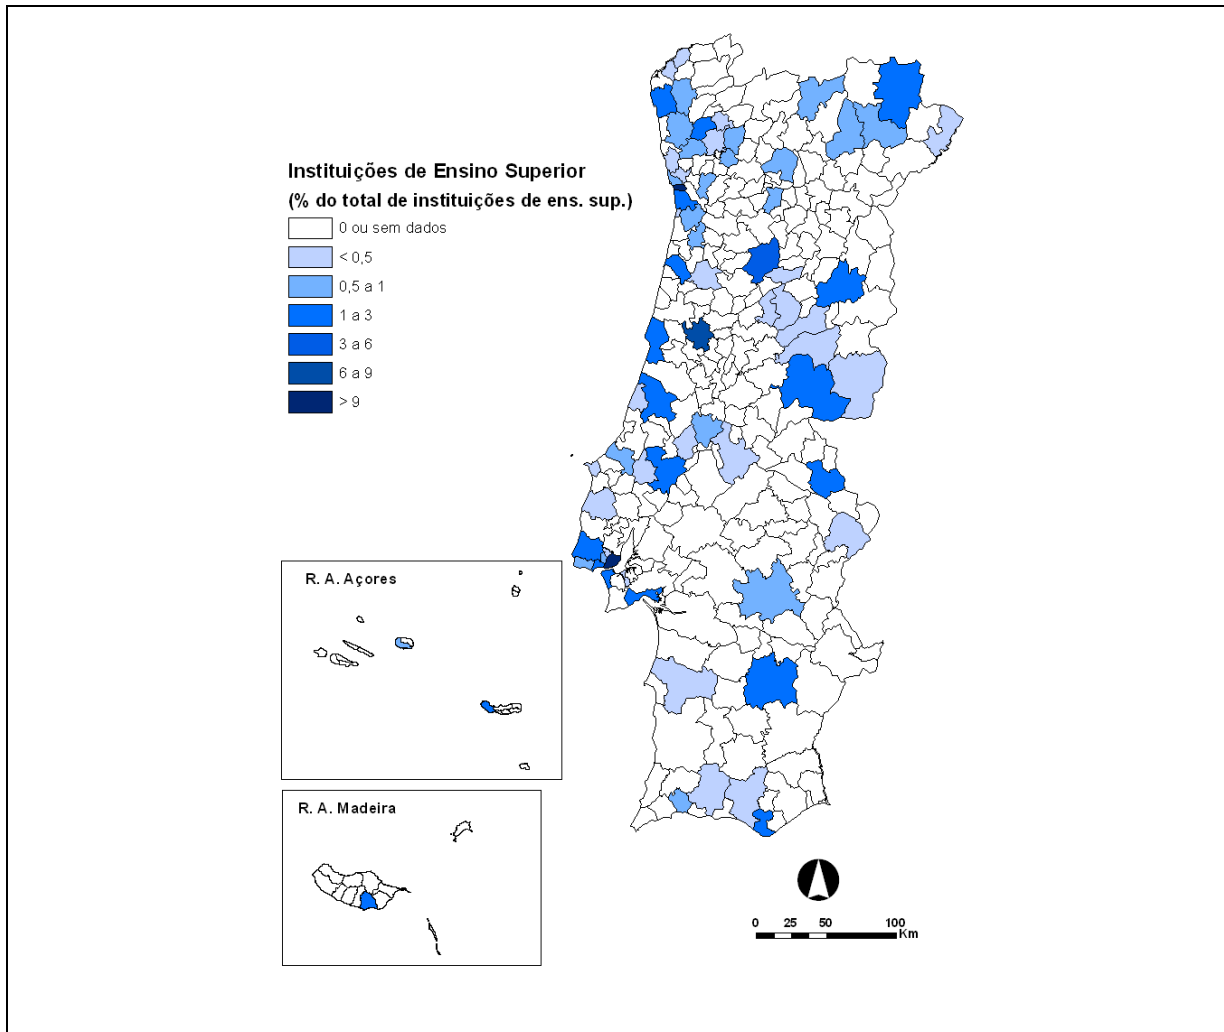 Instituições de Ensino Superior
(% do total de instituições de ens. sup.)
0 ou sem dados
< 0,5
0,5 a 1
1 a 3
3 a 6
6 a 9
> 9
R. A. Açores
R. A. Madeira
0 25 50 100
Km